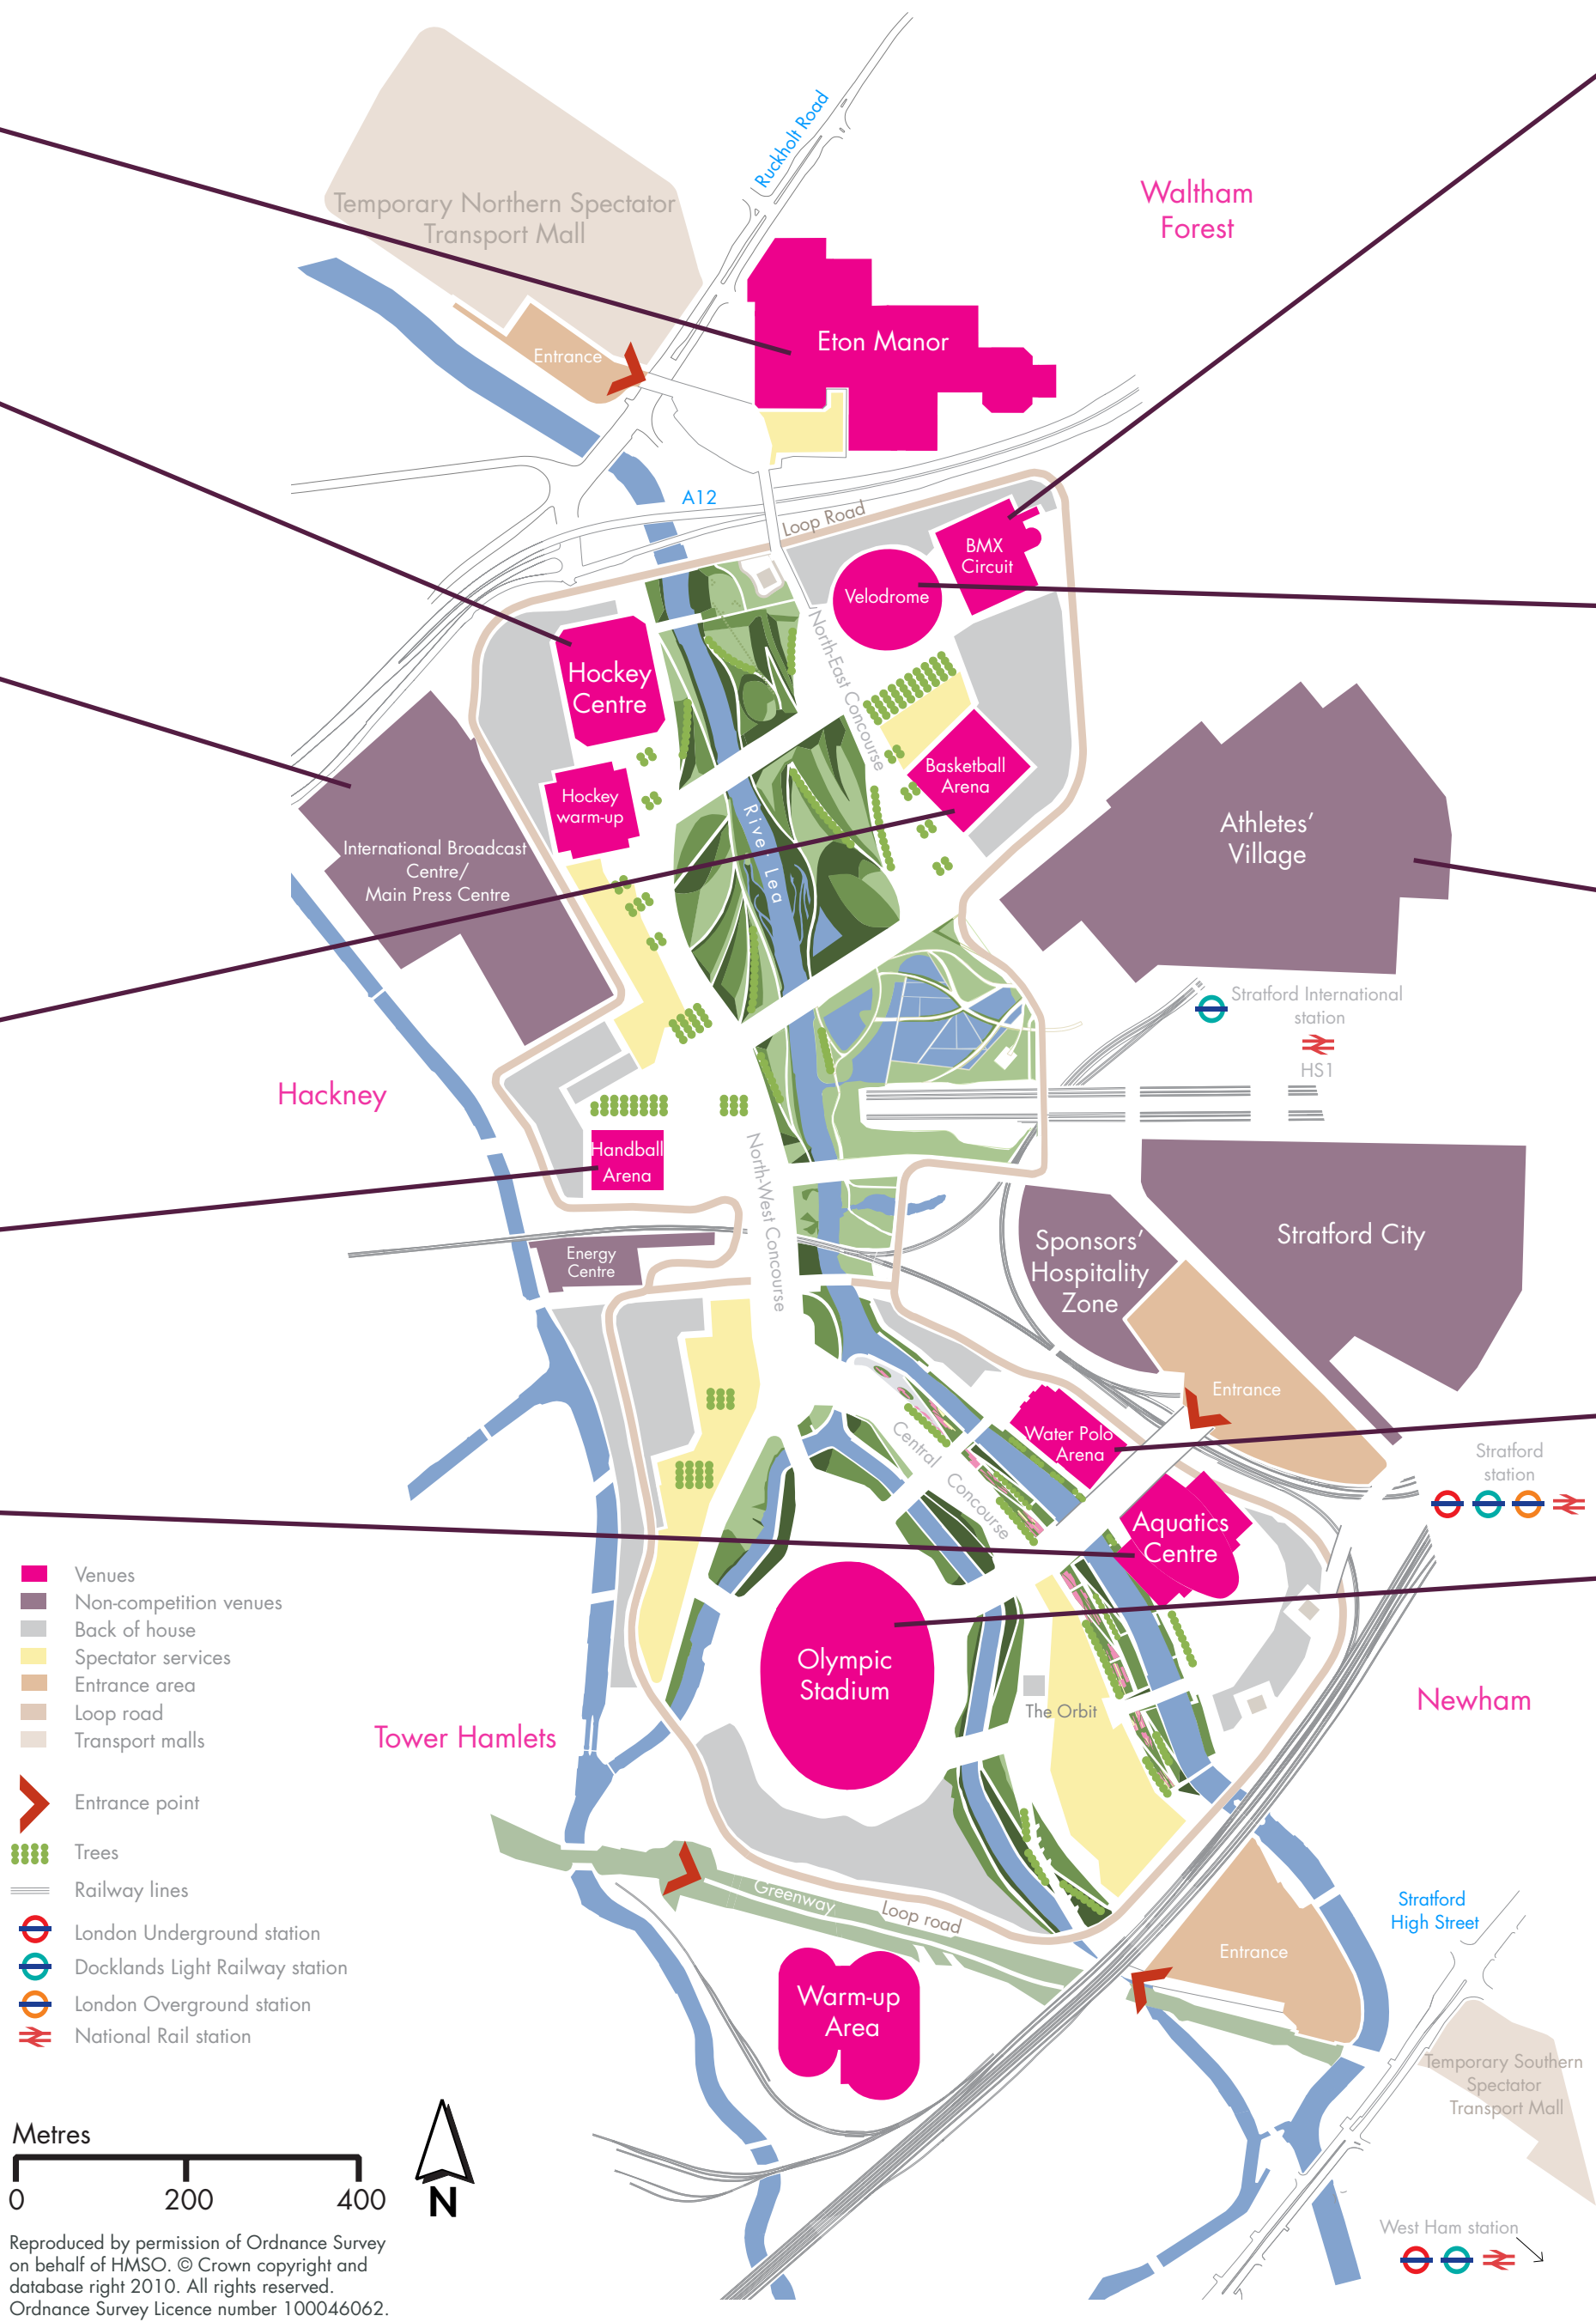 Ruckholt Road
Waltham
Forest
Temporary Northern Spectator
Transport Mall
Eton Manor
Entrance
A12
Loop Road
BMX
Circuit
Velodrome
North-East Concourse
Hockey
Centre
Basketball
Arena
Hockey
warm-up
River Lea
Athletes’
Village
International Broadcast
Centre/
Main Press Centre
Stratford International
station
HS1
Hackney
Handball
Arena
North-West Concourse
Stratford City
Sponsors’
Hospitality
Zone
Energy
Centre
Entrance
Water Polo
Arena
Central Concourse
Stratford
station
Aquatics
Centre
Olympic
Stadium
The Orbit
Newham
Tower Hamlets
Venues
Non-competition venues
Back of house
Spectator services
Entrance area
Loop road
Transport malls
Entrance point
Trees
Railway lines
London Underground station
Docklands Light Railway station
London Overground station
National Rail station
Greenway
Loop road
Stratford
High Street
Entrance
Warm-up
Area
Temporary Southern
Spectator
Transport Mall
West Ham station
Metres
0 200 400
N
Reproduced by permission of Ordnance Survey
on behalf of HMSO. © Crown copyright and
database right 2010. All rights reserved.
Ordnance Survey Licence number 100046062.